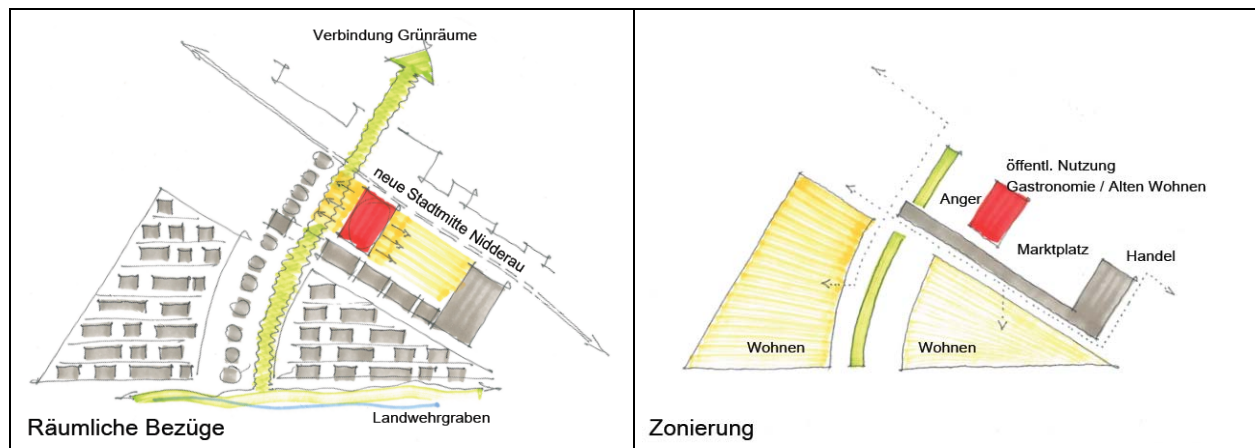 Verbindung Grünräume
neue Stadtmitte Nidderau
Landwehrgraben
Räumliche Bezüge
öffentl. Nutzung
Gastronomie / Alten Wohnen
Anger
Marktplatz
Handel
Wohnen
Wohnen
Zonierung